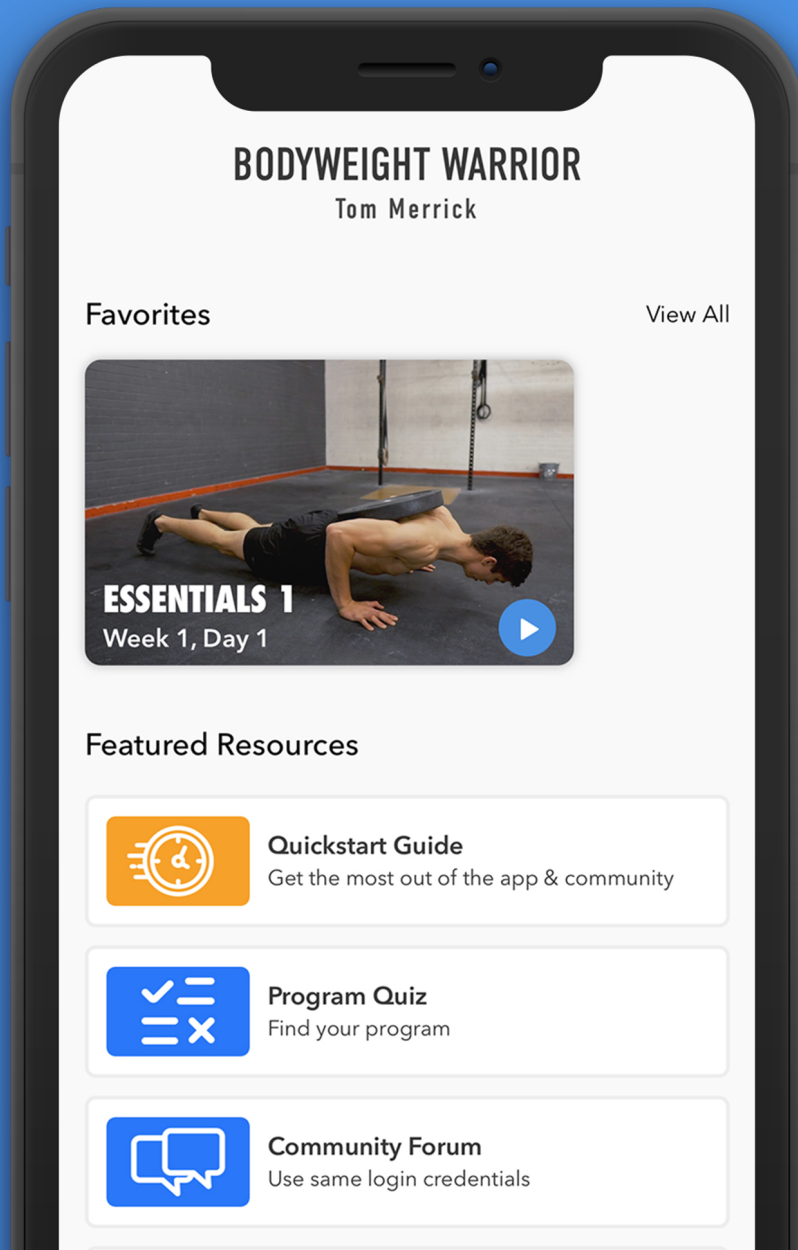 BODYWEIGHT WARRIOR
Tom Merrick
Favorites
View All
ESSENTIALS 1
Week 1, Day 1
Featured Resources
Quickstart Guide
Get the most out of the app & community
Program Quiz
Find your program
Community Forum
Use same login credentials